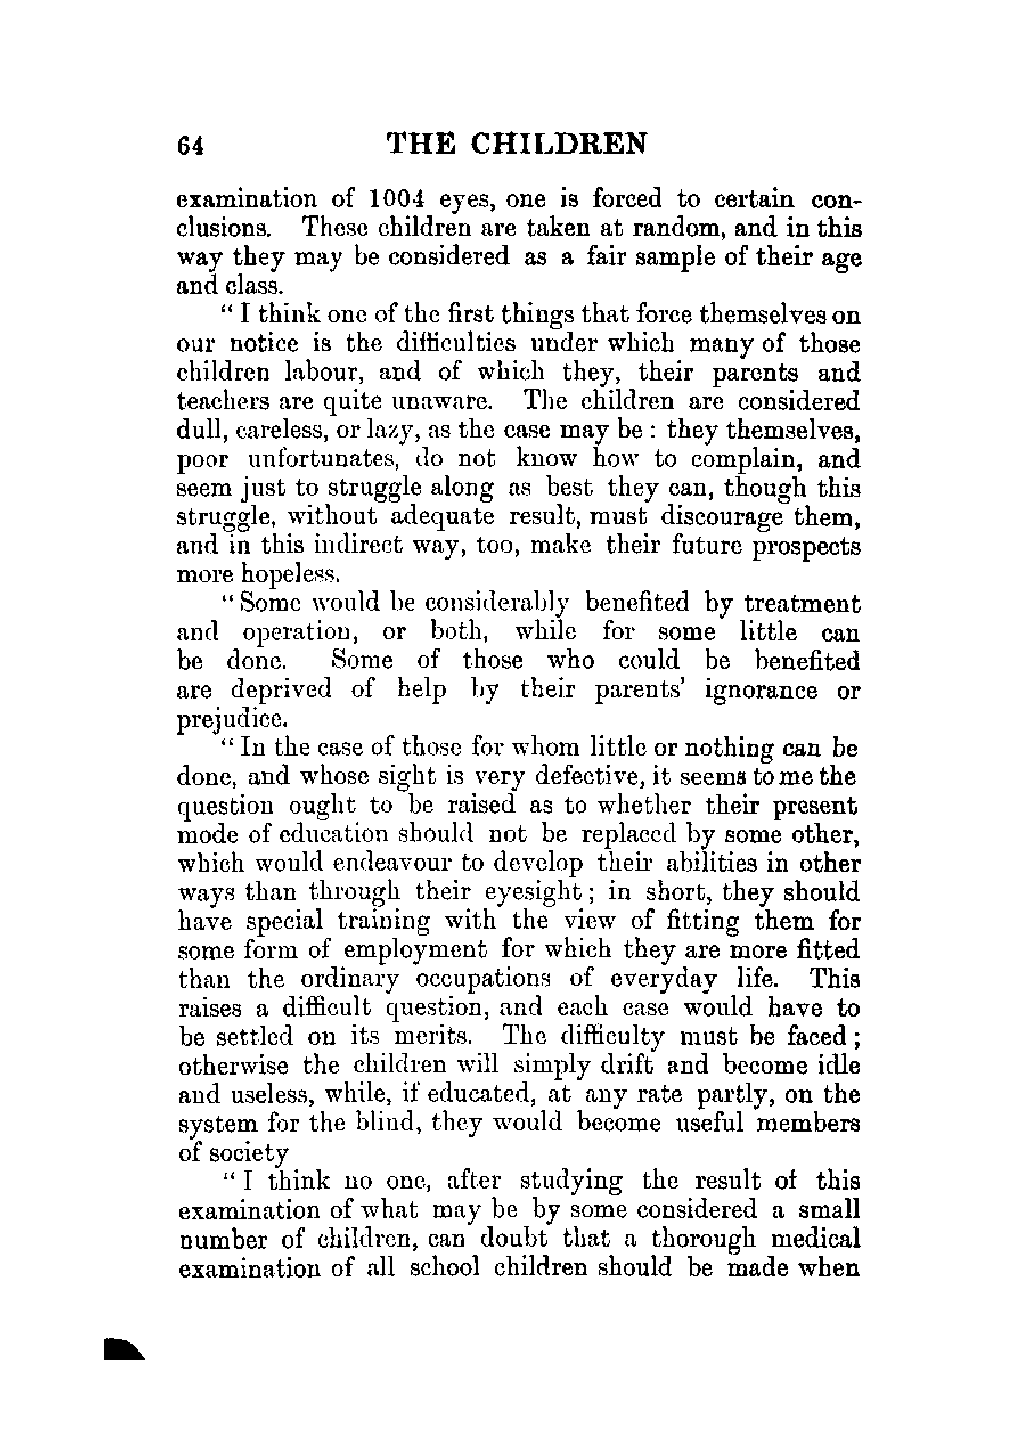 64 THE CHILDREN
examination of 1004 eyes, one is forced to certain con-
clusions. These children are taken at random, and in this
way they may be considered as a fair sample of their age
and class.
“ I think one of the first things that force themselves on
our notice is the difficulties under which many of those
children labour, and of which they, their parents and
teachers are quite unaware. The children are considered
dull, careless, or lazy, as the case may be : they themselves,
poor unfortunates, do not know how to complain, and
seem just to struggle along as best they can, though this
struggle, without adequate result, must discourage them,
and in this indirect way, too, make their future prospects
more hopeless.
“ Some would be considerably benefited by treatment
and operation, or both, while for some little can
be done. Some of those who could be benefited
are deprived of help by their parents’ ignorance or
prejudice.
“ In the case of those for whom little or nothing can be
done, and whose sight is very defective, it seems to me the
question ought to be raised as to whether their present
mode of education should not be replaced by some other,
which would endeavour to develop their abilities in other
ways than through their eyesight ; in short, they should
have special training with the view of fitting them for
some form of employment for which they are more fitted
than the ordinary occupations of everyday life. This
raises a difficult question, and each case would have to
be settled on its merits. The difficulty must be faced ;
otherwise the children will simply drift and become idle
and useless, while, if educated, at any rate partly, on the
system for the blind, they would become useful members
of society
“ I think no one, after studying the result of this
examination of what may be by some considered a small
number of children, can doubt that a thorough medical
examination of all school children should be made when